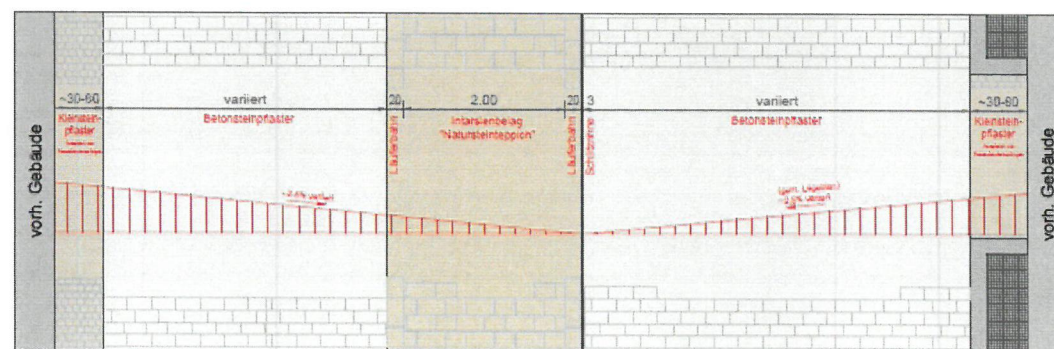 vorh. Gebäude
~30-60
variiert
20
2.00
20
3
variiert
~30-80
Kleinstein-
pflaster
Betonsteinpflaster
Läuferbahn
Intarsienbelag
"Natursteinteppich"
Läuferbahn
Schlitzrinne
Betonsteinpflaster
Kleinstein-
pflaster
vorh. Gebäude